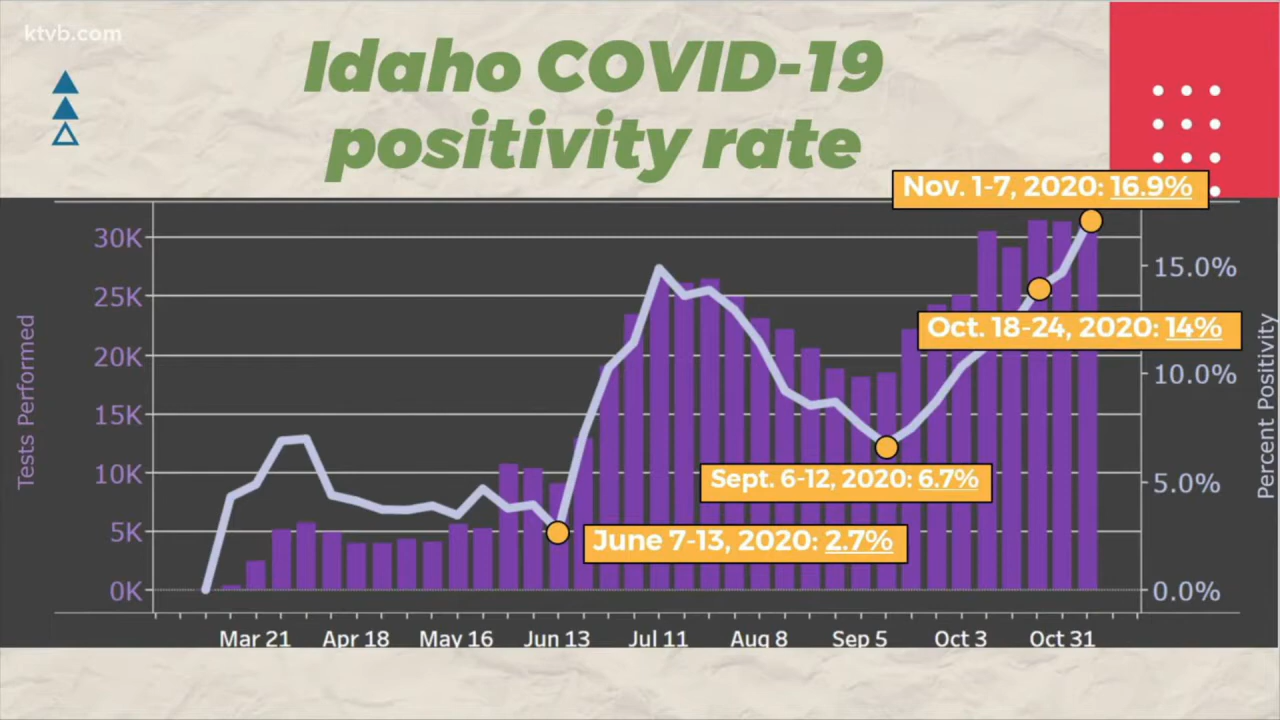 ktvb.com
Idaho COVID-19
positivity rate
Nov. 1-7, 2020: 16.9%
30K
25K
20K
15K
10K
5K
0K
Tests Performed
15.0%
10.0%
5.0%
0.0%
Percent Positivity
Oct. 18-24, 2020: 14%
Sept. 6-12, 2020: 6.7%
June 7-13, 2020: 2.7%
Mar 21 Apr 18 May 16 Jun 13 Jul 11 Aug 8 Sep 5 Oct 3 Oct 31